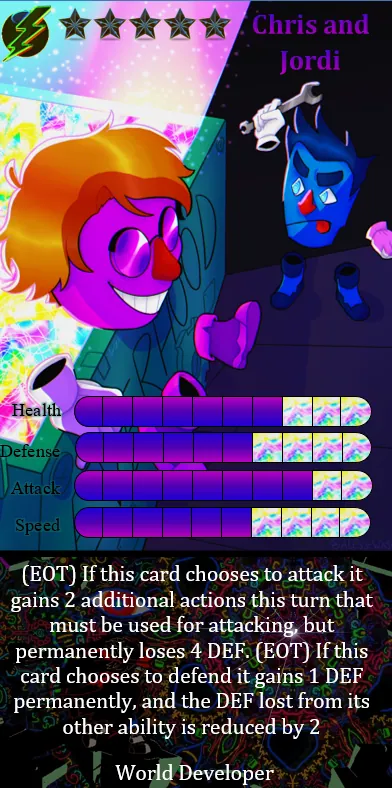 Chris and
Jordi
Health
Defense
Attack
Speed
(EOT) If this card chooses to attack it
gains 2 additional actions this turn that
must be used for attacking, but
permanently loses 4 DEF. (EOT) If this
card chooses to defend it gains 1 DEF
permanently, and the DEF lost from its
other ability is reduced by 2
World Developer